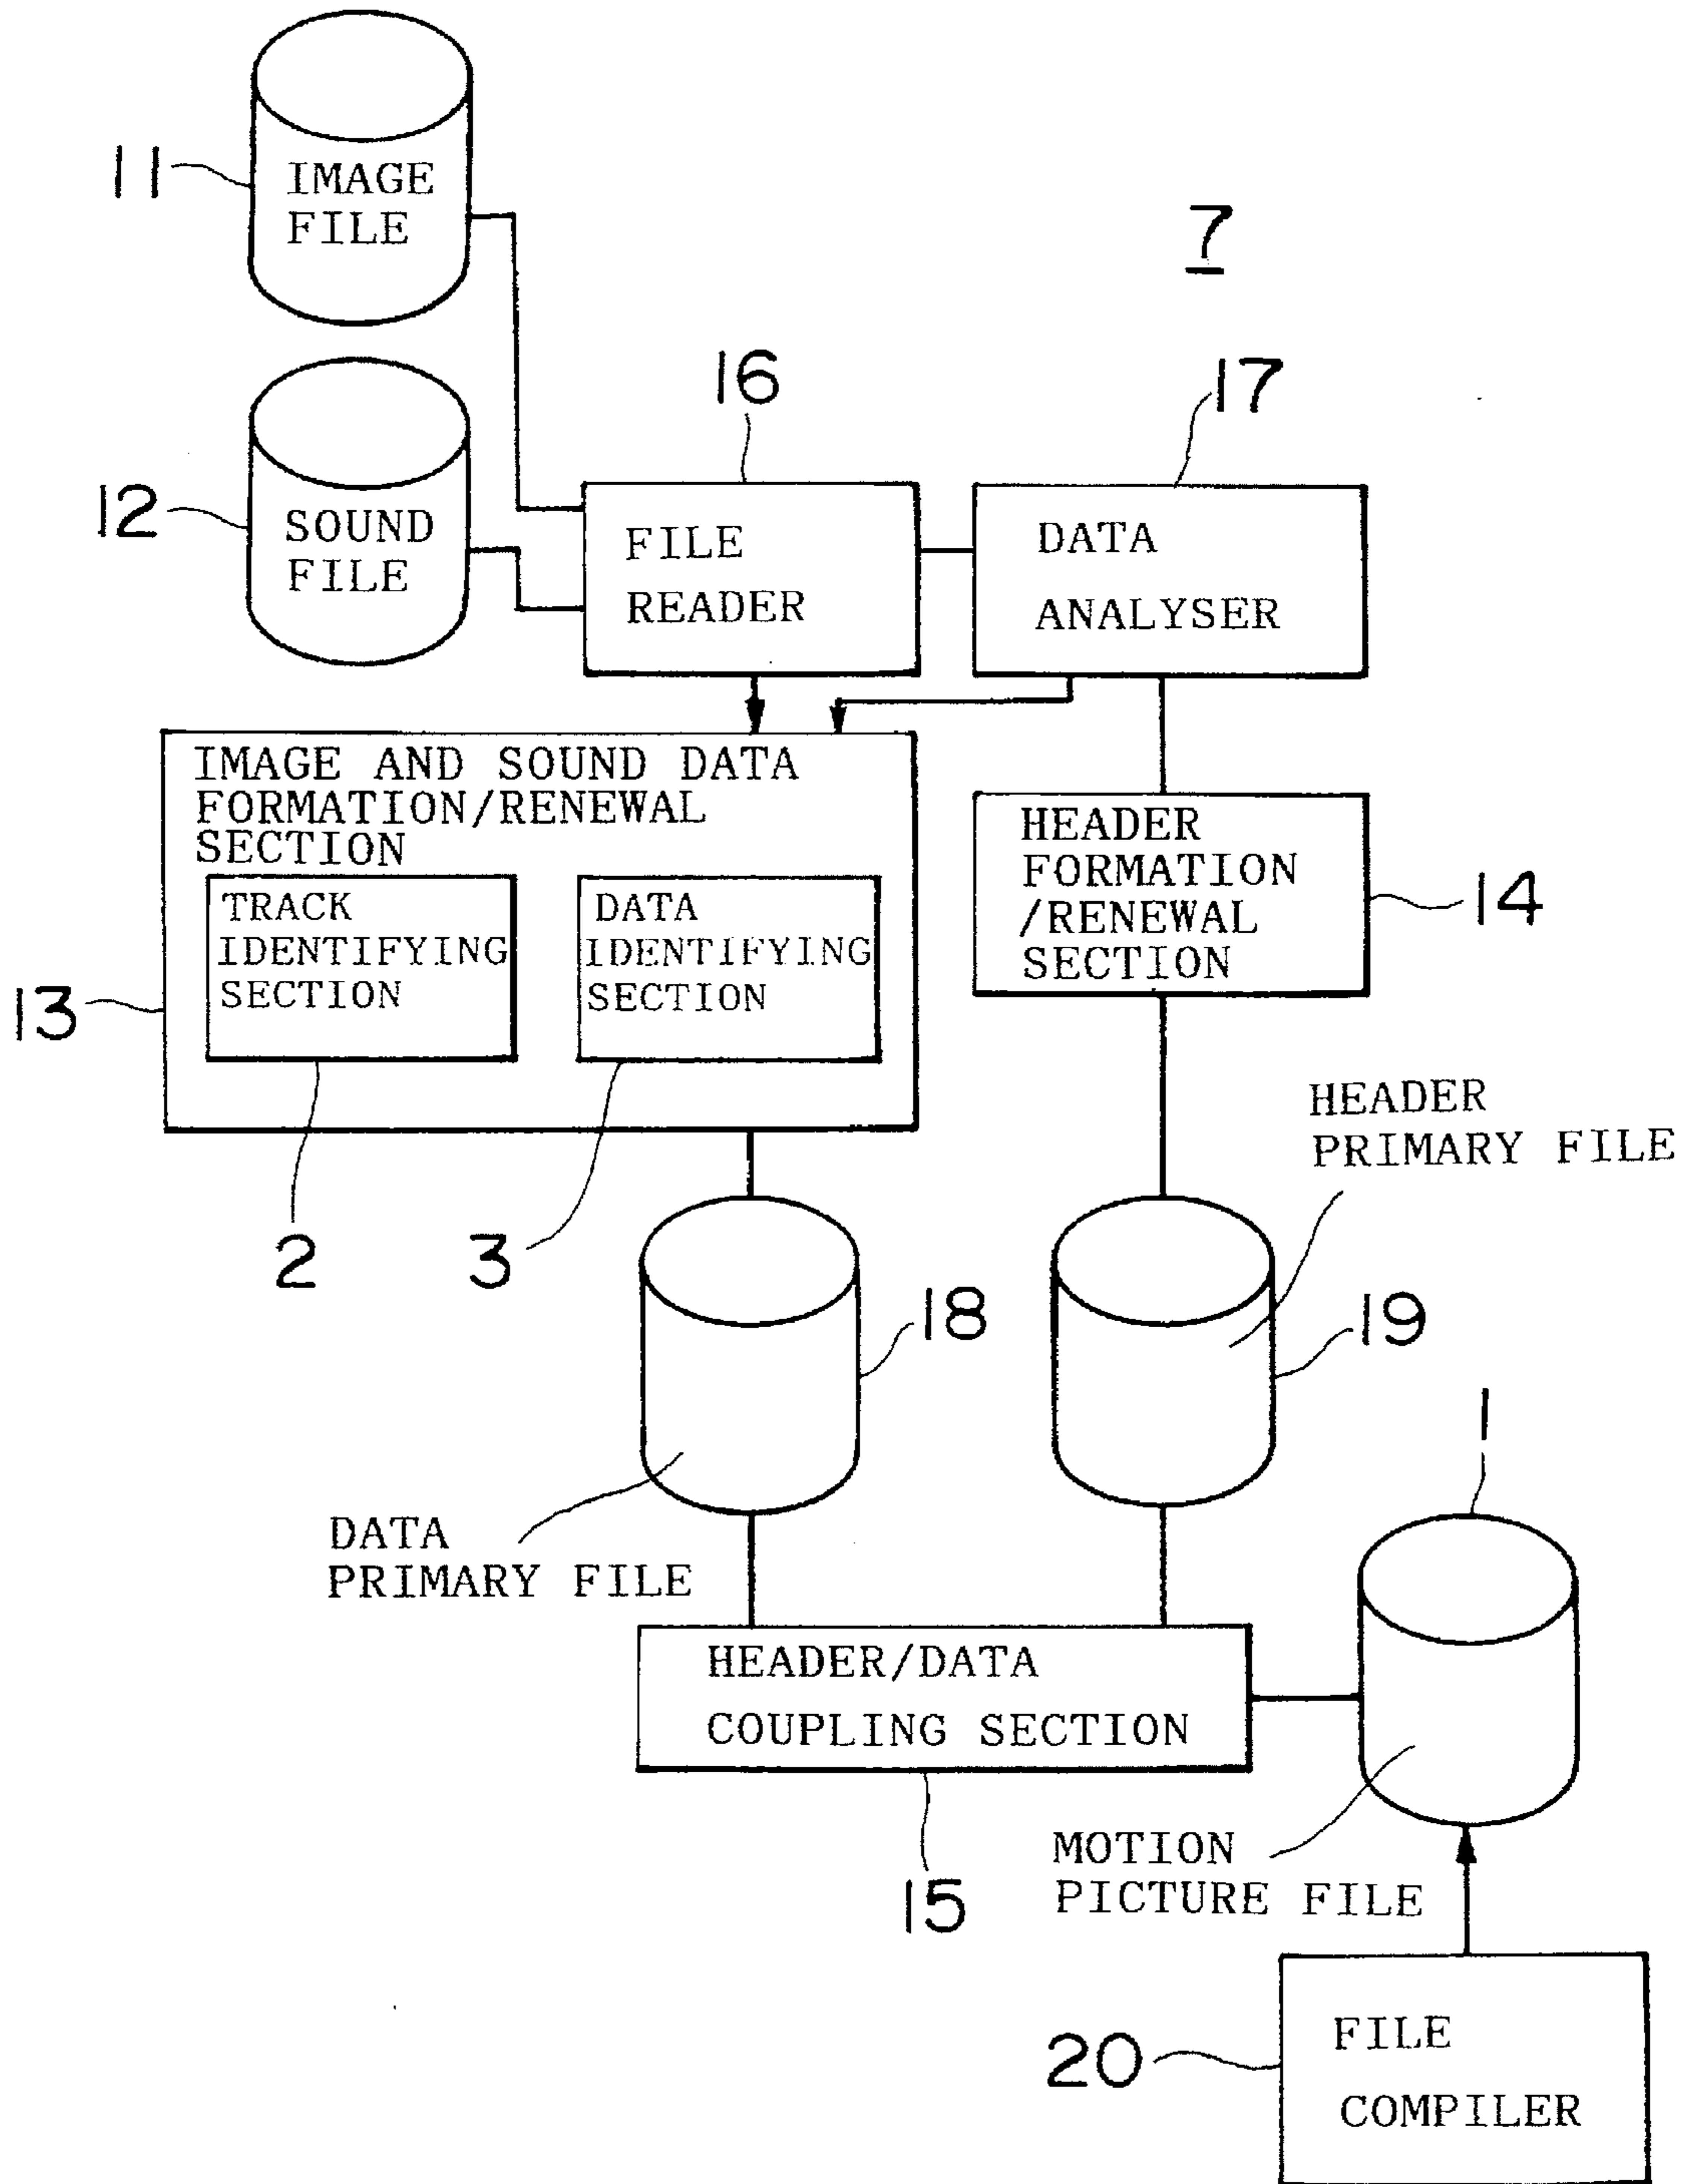 11
IMAGE
FILE
7
16
17
12
SOUND
FILE
FILE
READER
DATA
ANALYSER
IMAGE AND SOUND DATA
FORMATION/RENEWAL
SECTION
TRACK
IDENTIFYING
SECTION
DATA
IDENTIFYING
SECTION
HEADER
FORMATION
/RENEWAL
SECTION
14
13
2
3
HEADER
PRIMARY FILE
18
19
1
DATA
PRIMARY FILE
HEADER/DATA
COUPLING SECTION
15
MOTION
PICTURE FILE
20
FILE
COMPILER